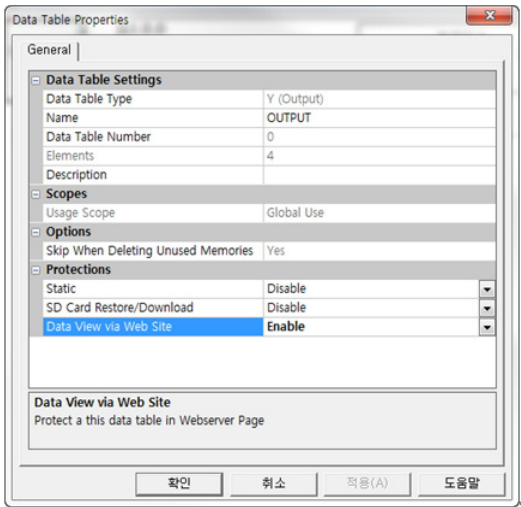 Data Table Properties
General
Data Table Settings
Data Table Type Y (Output)
Name OUTPUT
Data Table Number 0
Elements 4
Description
Scopes
Usage Scope Global Use
Options
Skip When Deleting Unused Memories Yes
Protections
Static Disable
SD Card Restore/Download Disable
Data View via Web Site Enable
Data View via Web Site
Protect a this data table in Webserver Page
확인 취소 적용(A) 도움말